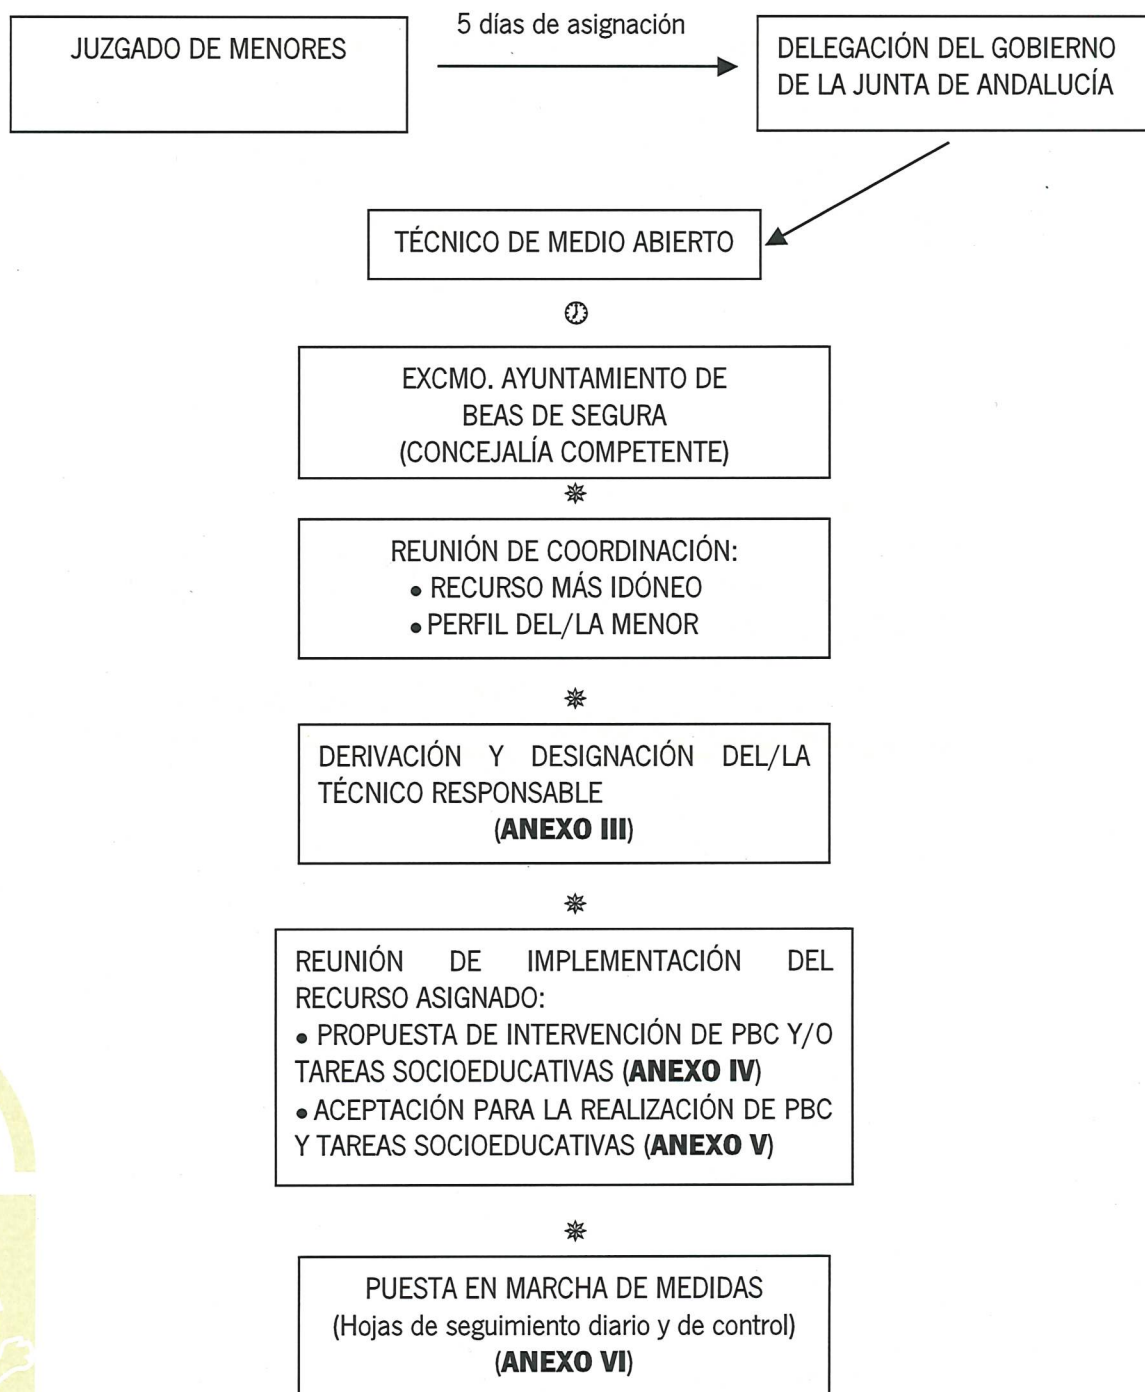 JUZGADO DE MENORES
5 días de asignación
DELEGACIÓN DEL GOBIERNO
DE LA JUNTA DE ANDALUCÍA
TÉCNICO DE MEDIO ABIERTO
EXCMO. AYUNTAMIENTO DE
BEAS DE SEGURA
(CONCEJALÍA COMPETENTE)
REUNIÓN DE COORDINACIÓN:
• RECURSO MÁS IDÓNEO
• PERFIL DEL/LA MENOR
DERIVACIÓN Y DESIGNACIÓN DEL/LA
TÉCNICO RESPONSABLE
(ANEXO III)
REUNIÓN DE IMPLEMENTACIÓN DEL
RECURSO ASIGNADO:
• PROPUESTA DE INTERVENCIÓN DE PBC Y/O
TAREAS SOCIOEDUCATIVAS (ANEXO IV)
• ACEPTACIÓN PARA LA REALIZACIÓN DE PBC
Y TAREAS SOCIOEDUCATIVAS (ANEXO V)
PUESTA EN MARCHA DE MEDIDAS
(Hojas de seguimiento diario y de control)
(ANEXO VI)